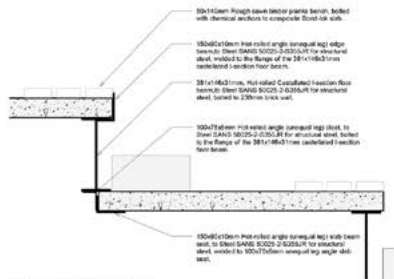 50x140mm Rough sawn timber planks bench, bolted
with chemical anchors to composite Bond-lok slab.
150x90x10mm Hot-rolled angle (unequal leg) edge
beam,to Steel SANS 50025-2-S355JR for structural
steel, welded to the flange of the 381x146x31mm
castellated I-section floor beam.
381x146x31mm, Hot-rolled Castellated I-section floor
beam,to Steel SANS 50025-2-S355JR for structural
steel, bolted to 230mm brick wall.
100x75x8mm Hot rolled angle (unequal leg) cleat, to
Steel SANS 50025-2-S355JR for structural steel, bolted
to the flange of the 381x146x31mm castellated I-section
floor beam.
150x90x10mm Hot-rolled angle (unequal leg) slab beam
seat, to Steel SANS 50025-2-S355JR for structural
steel, welded to 100x75x8mm unequal leg angle slab
seat.